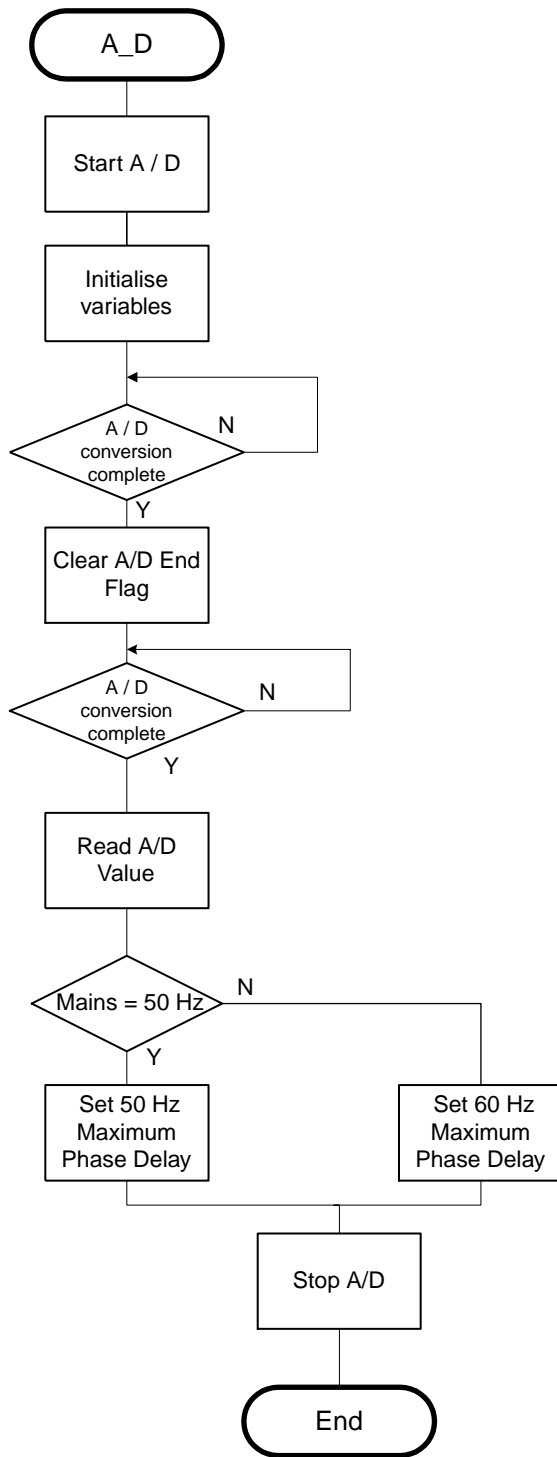 A_D
Start A / D
Initialise
variables
A / D
conversion
complete
N
Y
Clear A/D End
Flag
A / D
conversion
complete
N
Y
Read A/D
Value
Mains = 50 Hz
N
Y
Set 50 Hz
Maximum
Phase Delay
Set 60 Hz
Maximum
Phase Delay
Stop A/D
End